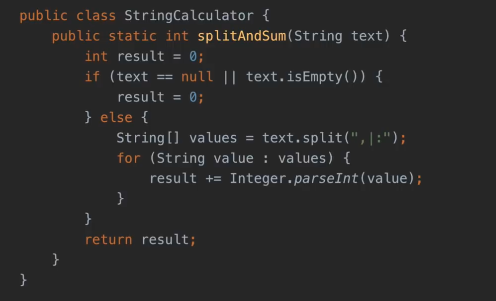 public class StringCalculator {
    public static int splitAndSum(String text) {
        int result = 0;
        if (text == null || text.isEmpty()) {
            result = 0;
        } else {
            String[] values = text.split(",|:");
            for (String value : values) {
                result += Integer.parseInt(value);
            }
        }
        return result;
    }
}